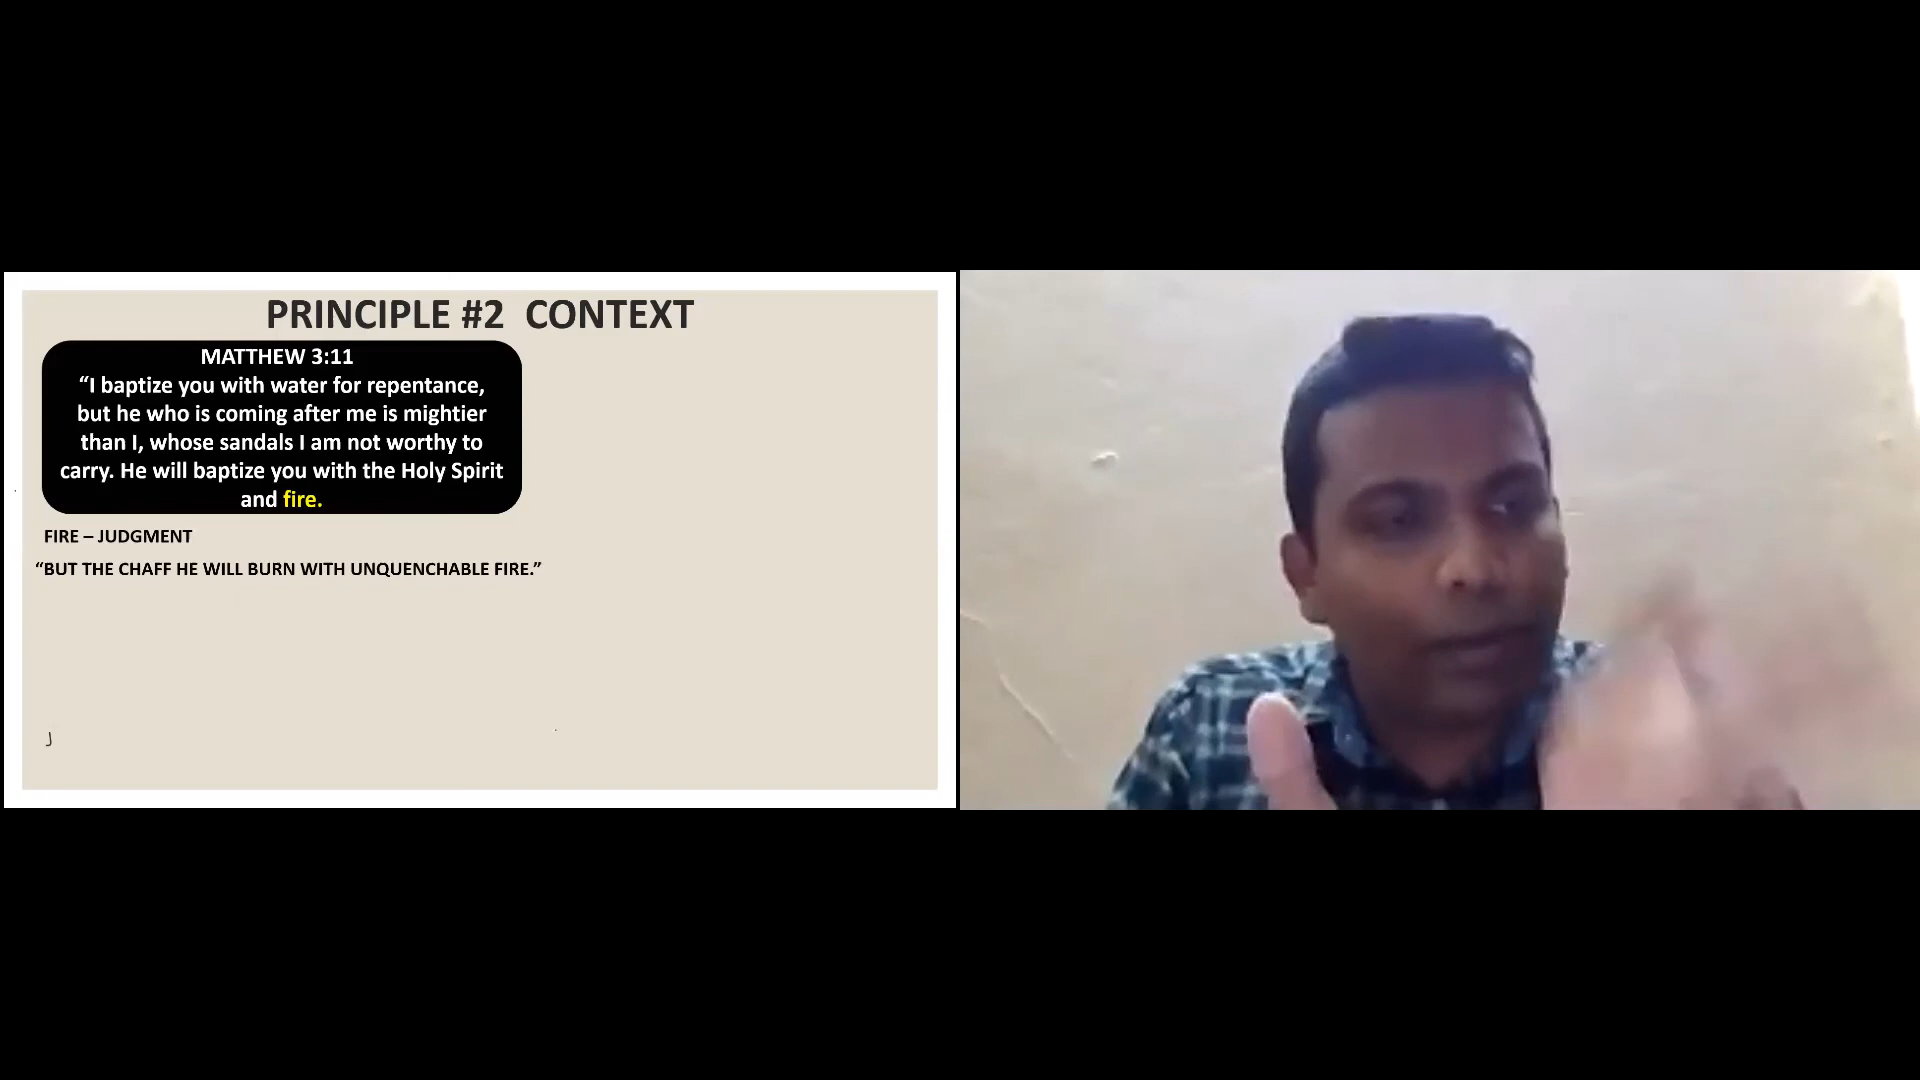 PRINCIPLE #2 CONTEXT
MATTHEW 3:11
“I baptize you with water for repentance,
but he who is coming after me is mightier
than I, whose sandals I am not worthy to
carry. He will baptize you with the Holy Spirit
and fire.
FIRE – JUDGMENT
“BUT THE CHAFF HE WILL BURN WITH UNQUENCHABLE FIRE.”
J